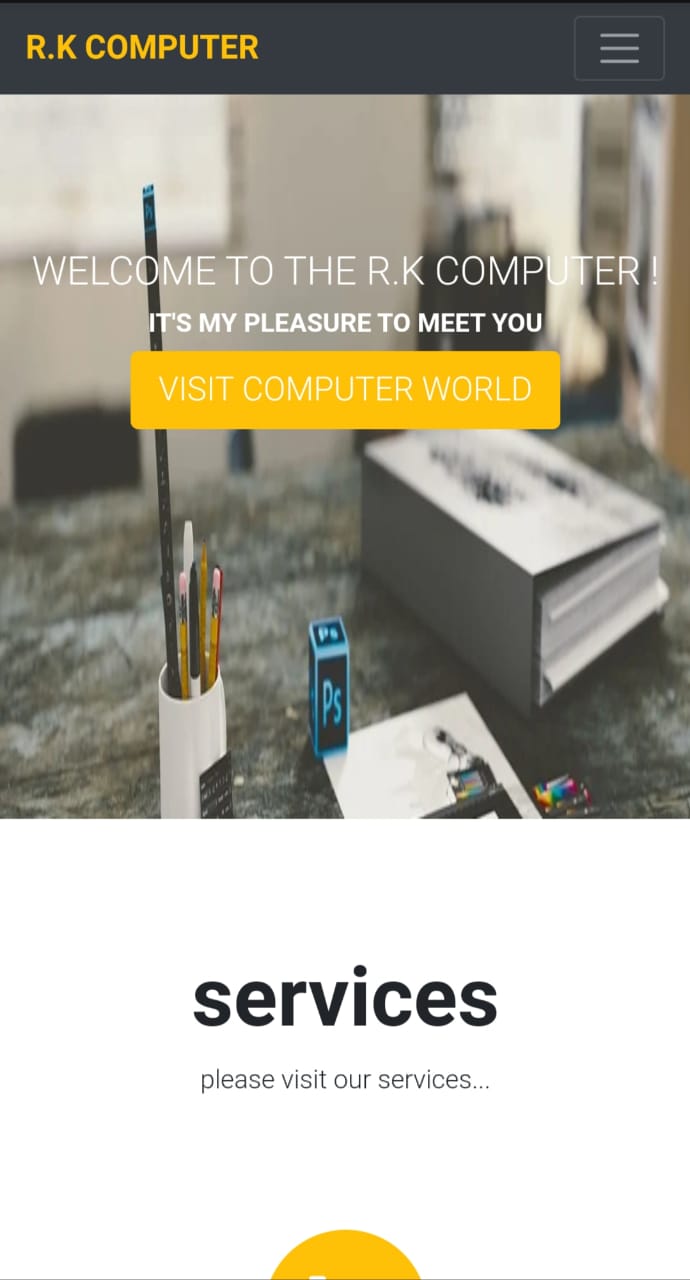 R.K COMPUTER
WELCOME TO THE R.K COMPUTER !
IT'S MY PLEASURE TO MEET YOU
VISIT COMPUTER WORLD
Ps
Ps
Ps
services
please visit our services...